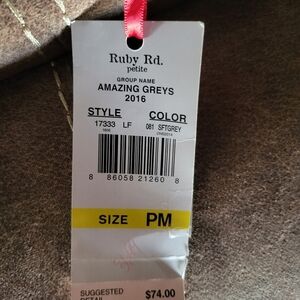 Ruby Rd.
petite
GROUP NAME
AMAZING GREYS
2016
STYLE COLOR
17333 LF 081 SFTGREY
8 86058 21260 8
SIZE PM
SUGGESTED
RETAIL $74.00